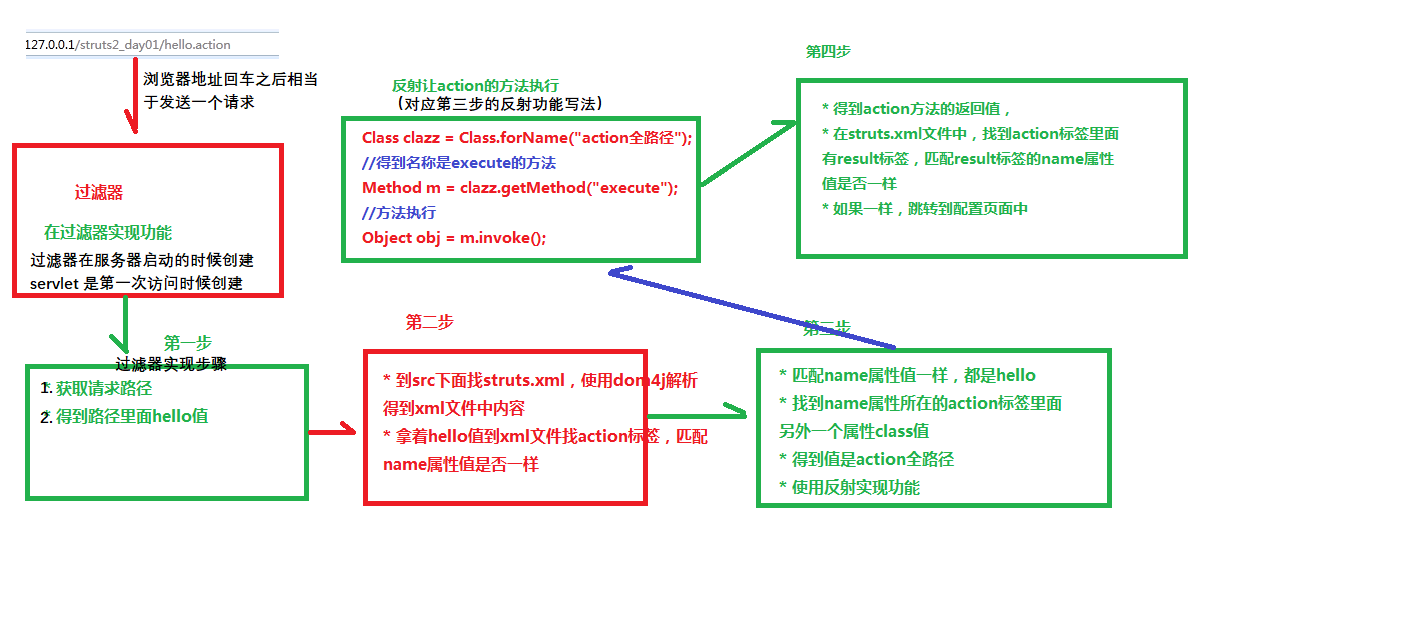 127.0.0.1/struts2_day01/hello.action
浏览器地址回车之后相当
于发送一个请求
过滤器
在过滤器实现功能
过滤器在服务器启动的时候创建
servlet 是第一次访问时候创建
第一步
过滤器实现步骤
1. 获取请求路径
2. 得到路径里面hello值
第二步
* 到src下面找struts.xml，使用dom4j解析
得到xml文件中内容
* 拿着hello值到xml文件找action标签，匹配
name属性值是否一样
第三步
* 匹配name属性值一样，都是hello
* 找到name属性所在的action标签里面
另外一个属性class值
* 得到值是action全路径
* 使用反射实现功能
反射让action的方法执行
（对应第三步的反射功能写法）
Class clazz = Class.forName("action全路径");
//得到名称是execute的方法
Method m = clazz.getMethod("execute");
//方法执行
Object obj = m.invoke();
第四步
* 得到action方法的返回值，
* 在struts.xml文件中，找到action标签里面
有result标签，匹配result标签的name属性
值是否一样
* 如果一样，跳转到配置页面中